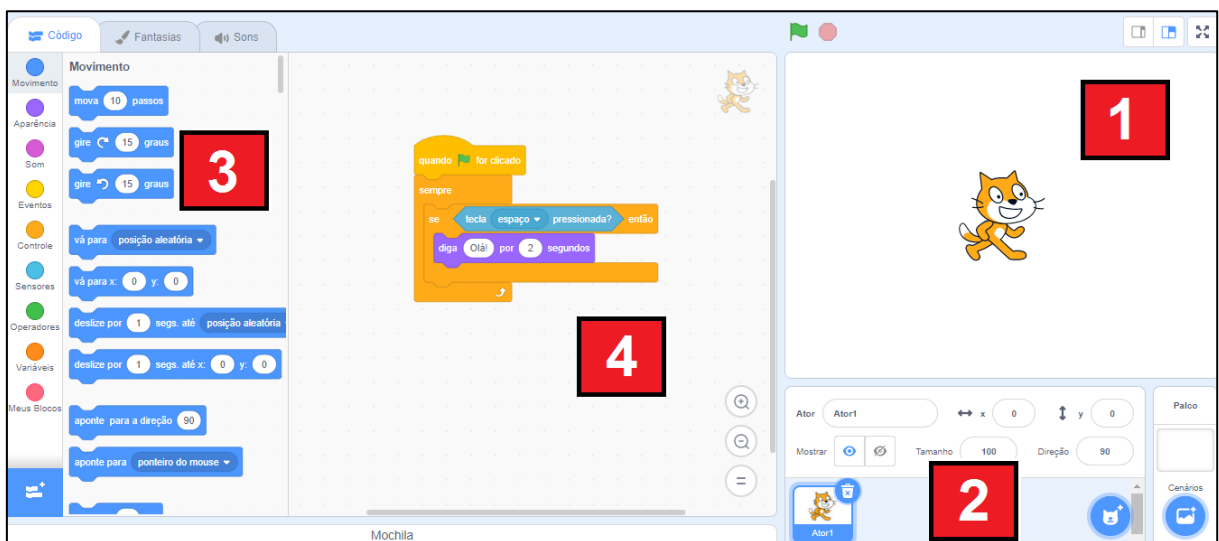 Código Fantasias Sons
Movimento
Movimento
Aparência
Som
Eventos
Controle
Sensores
Operadores
Variáveis
Meus Blocos
mova 10 passos
gire 15 graus
gire 15 graus
vá para posição aleatória
vá para x: 0 y: 0
deslize por 1 segs. até posição aleatória
deslize por 1 segs. até x: 0 y: 0
aponte para a direção 90
aponte para ponteiro do mouse
3
quando for clicado
sempre
se tecla espaço pressionada? então
diga Olá! por 2 segundos
4
Mochila
1
Ator Ator1 x 0 y 0
Mostrar Tamanho 100 Direção 90
Ator1
2
Palco
Cenários